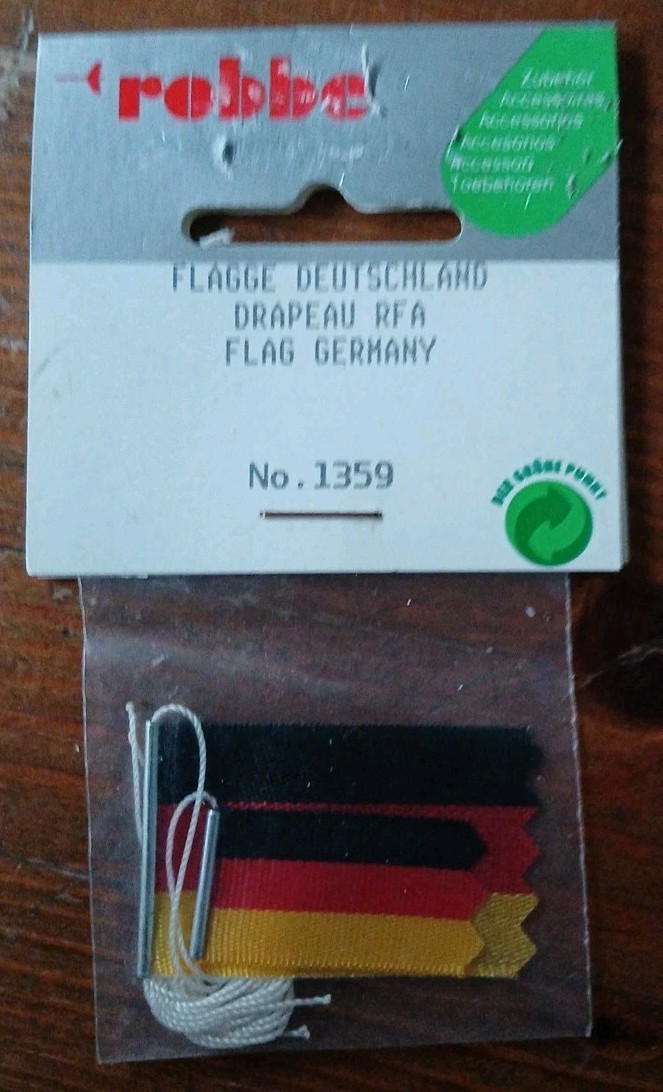 robbe
Zubehör
Accessoires
Accessories
Accesorios
Accessori
Toebehoren
FLAGGE DEUTSCHLAND
DRAPEAU RFA
FLAG GERMANY
No.1359
DER GRÜNE PUNKT